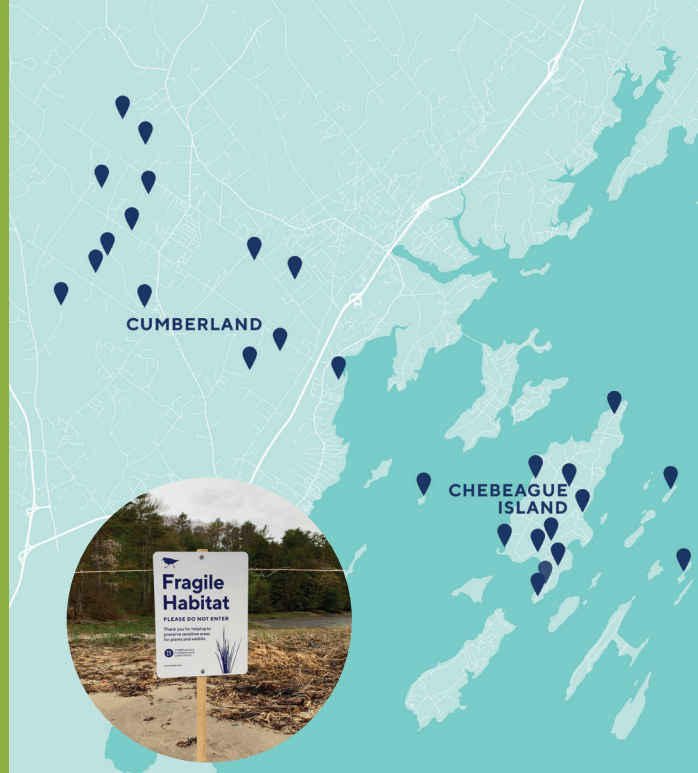 CUMBERLAND
CHEBEAGUE
ISLAND
Fragile
Habitat
PLEASE DO NOT ENTER
Thank you for helping to
preserve sensitive areas
for plants and wildlife